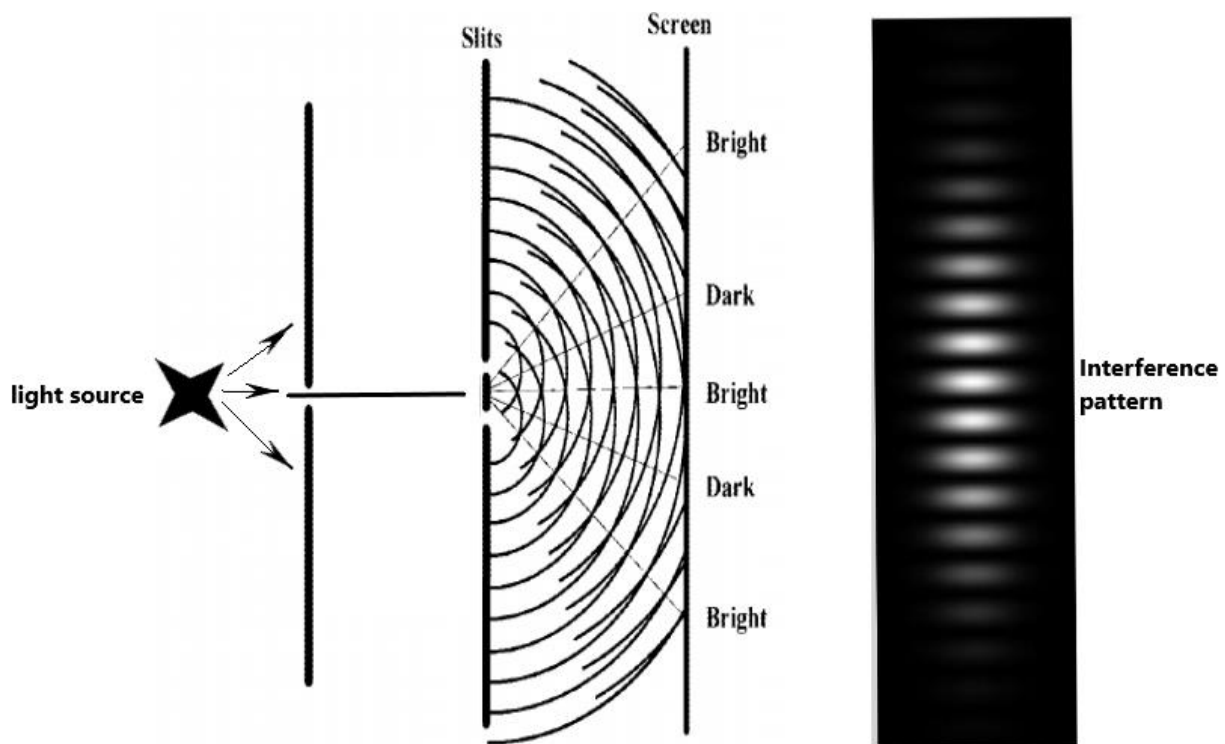 Slits
Screen
Bright
Dark
light source
Bright
Interference
pattern
Dark
Bright